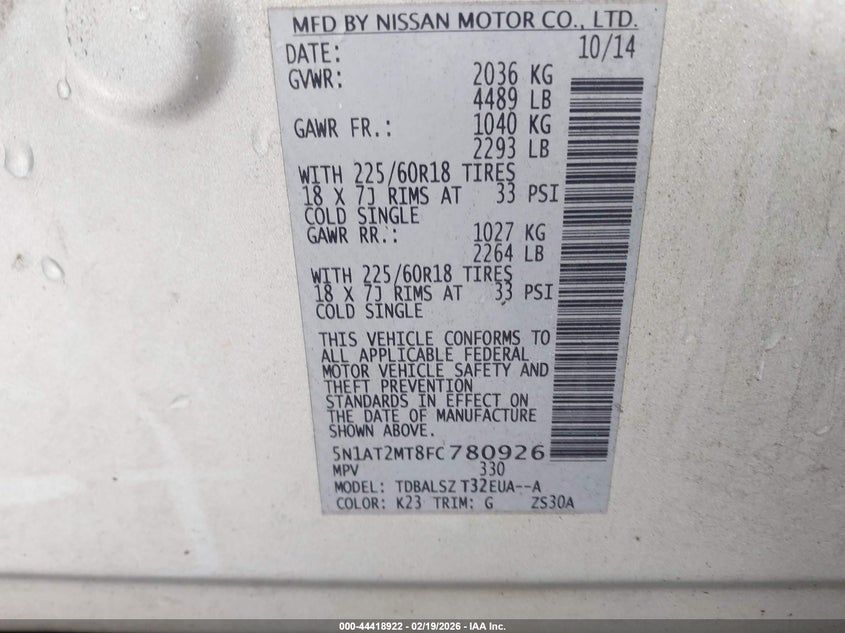 MFD BY NISSAN MOTOR CO., LTD.
DATE: 10/14
GVWR: 2036 KG
4489 LB
GAWR FR.: 1040 KG
2293 LB
WITH 225/60R18 TIRES
18 X 7J RIMS AT 33 PSI
COLD SINGLE
GAWR RR.: 1027 KG
2264 LB
WITH 225/60R18 TIRES
18 X 7J RIMS AT 33 PSI
COLD SINGLE
THIS VEHICLE CONFORMS TO
ALL APPLICABLE FEDERAL
MOTOR VEHICLE SAFETY AND
THEFT PREVENTION
STANDARDS IN EFFECT ON
THE DATE OF MANUFACTURE
SHOWN ABOVE.
5N1AT2MT8FC780926
MPV 330
MODEL: TDBALSZ T32EUA--A
COLOR: K23 TRIM: G ZS30A
000-44418922 - 02/19/2026 - IAA Inc.